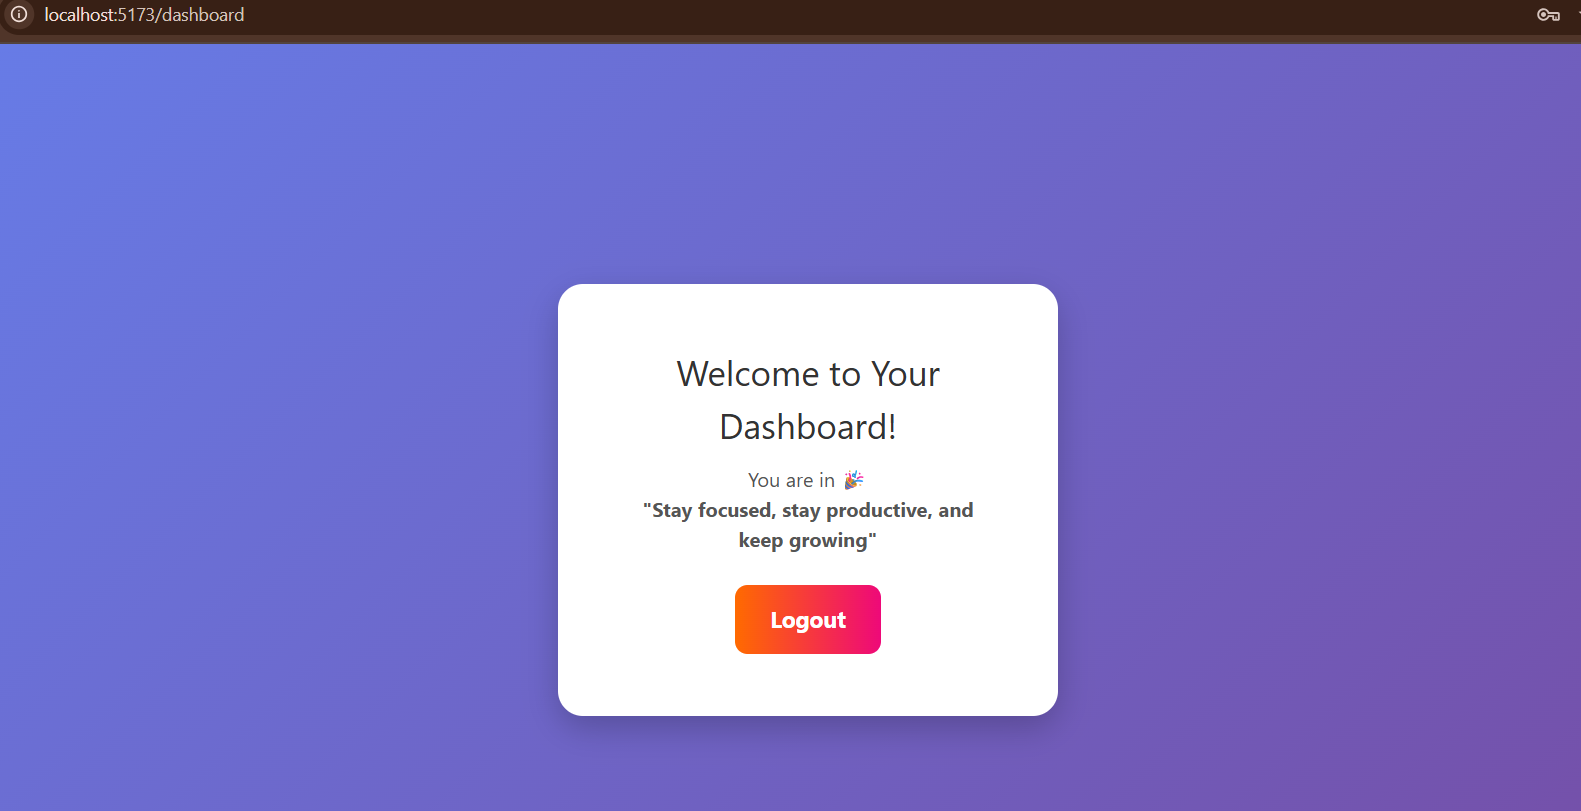 localhost:5173/dashboard
Welcome to Your
Dashboard!
You are in 🎉
"Stay focused, stay productive, and
keep growing"
Logout